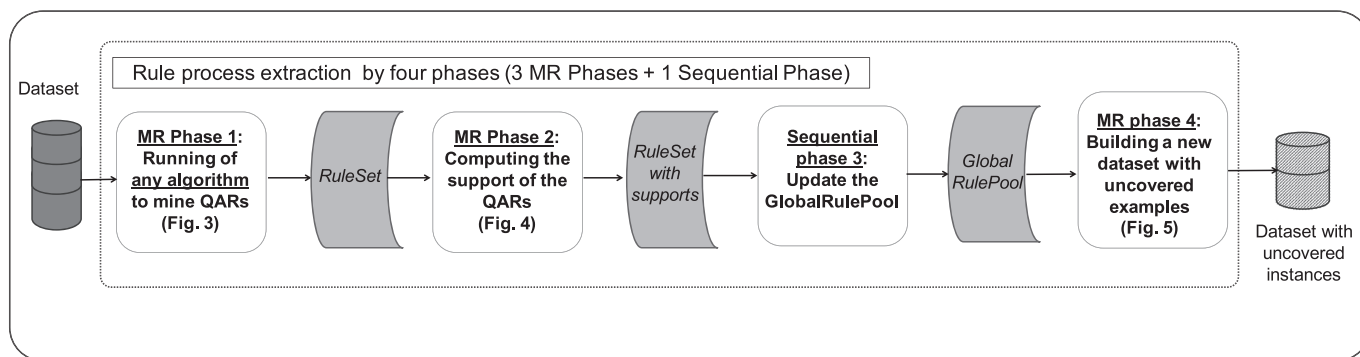 Rule process extraction by four phases (3 MR Phases + 1 Sequential Phase)
Dataset
MR Phase 1:
Running of
any algorithm
to mine QARs
(Fig. 3)
RuleSet
MR Phase 2:
Computing the
support of the
QARs
(Fig. 4)
RuleSet
with
supports
Sequential
phase 3:
Update the
GlobalRulePool
Global
RulePool
MR phase 4:
Building a new
dataset with
uncovered
examples
(Fig. 5)
Dataset with
uncovered
instances